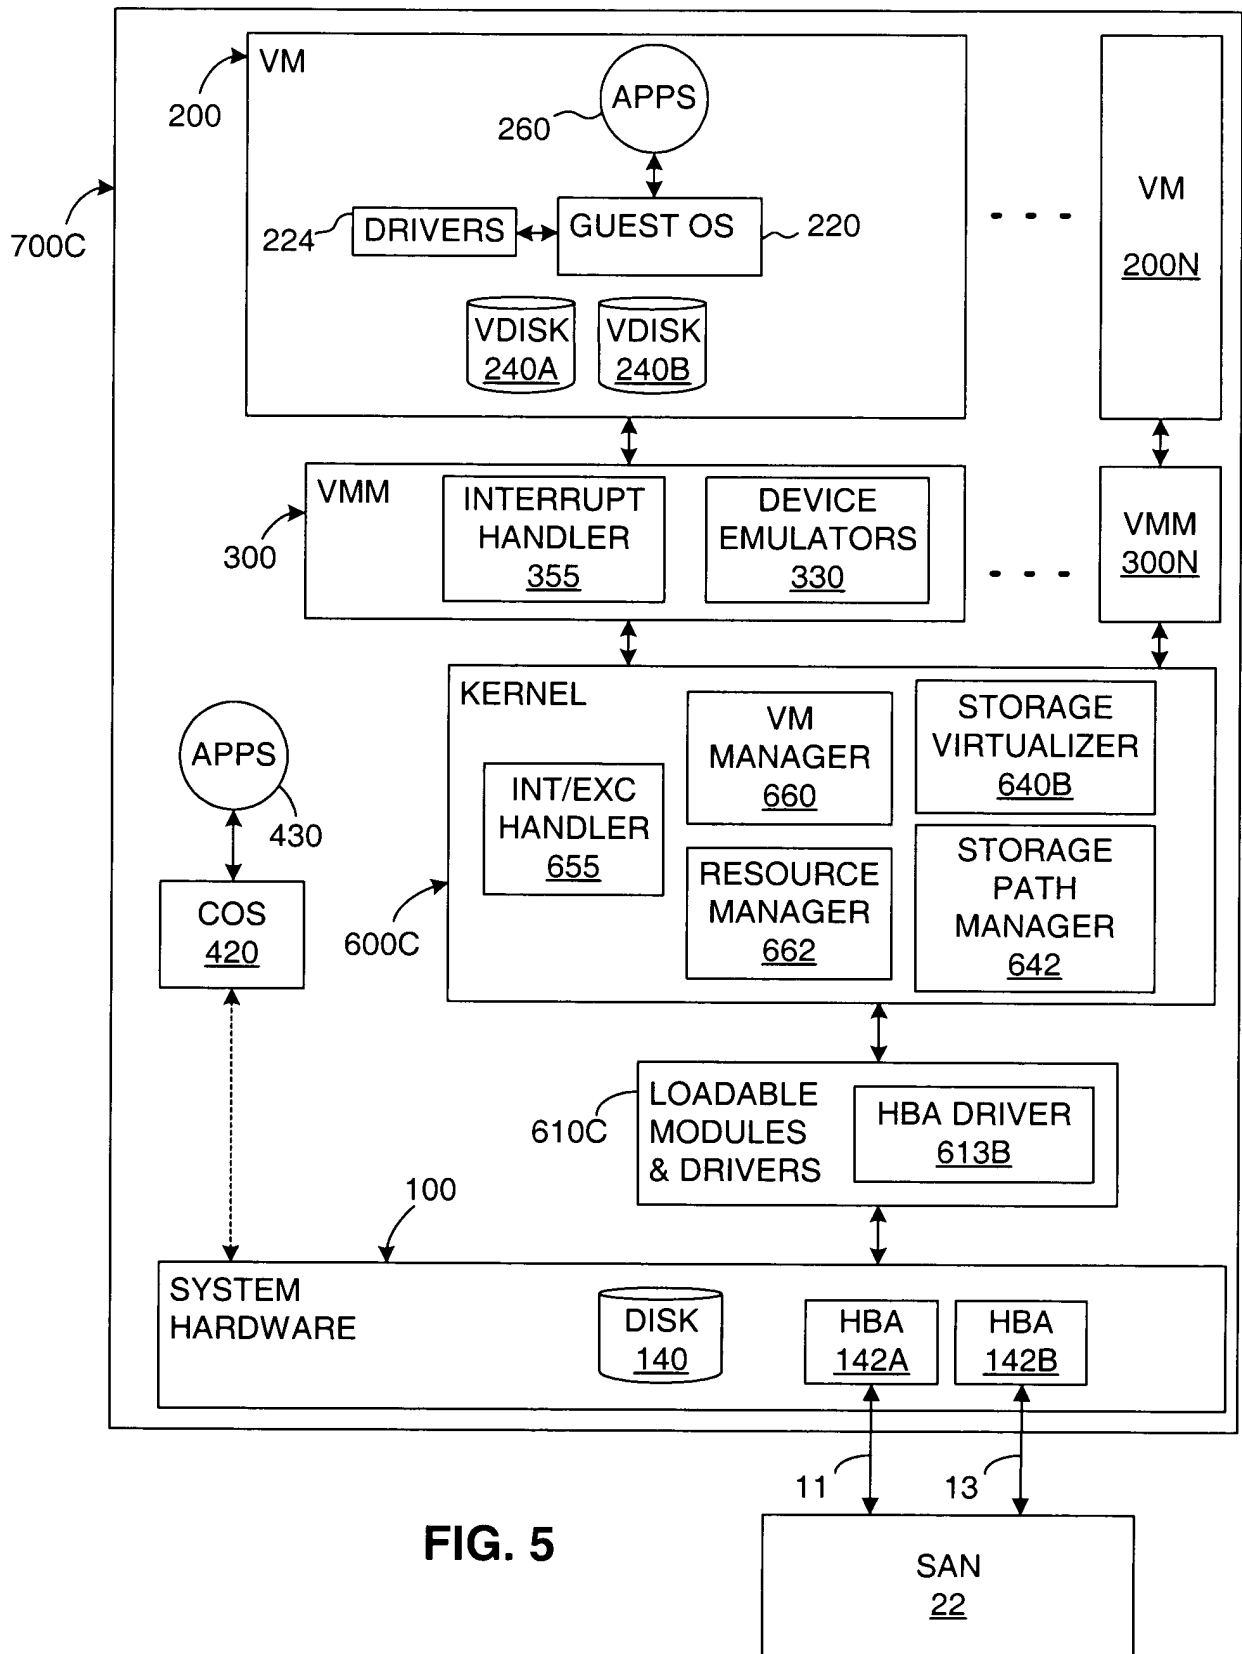 VM
200
APPS
260
700C
224
DRIVERS
GUEST OS
220
VDISK
240A
VDISK
240B
VM
200N
VMM
300
INTERRUPT
HANDLER
355
DEVICE
EMULATORS
330
VMM
300N
KERNEL
600C
INT/EXC
HANDLER
655
VM
MANAGER
660
RESOURCE
MANAGER
662
STORAGE
VIRTUALIZER
640B
STORAGE
PATH
MANAGER
642
APPS
430
COS
420
610C
LOADABLE
MODULES
& DRIVERS
HBA DRIVER
613B
100
SYSTEM
HARDWARE
DISK
140
HBA
142A
HBA
142B
11
13
FIG. 5
SAN
22